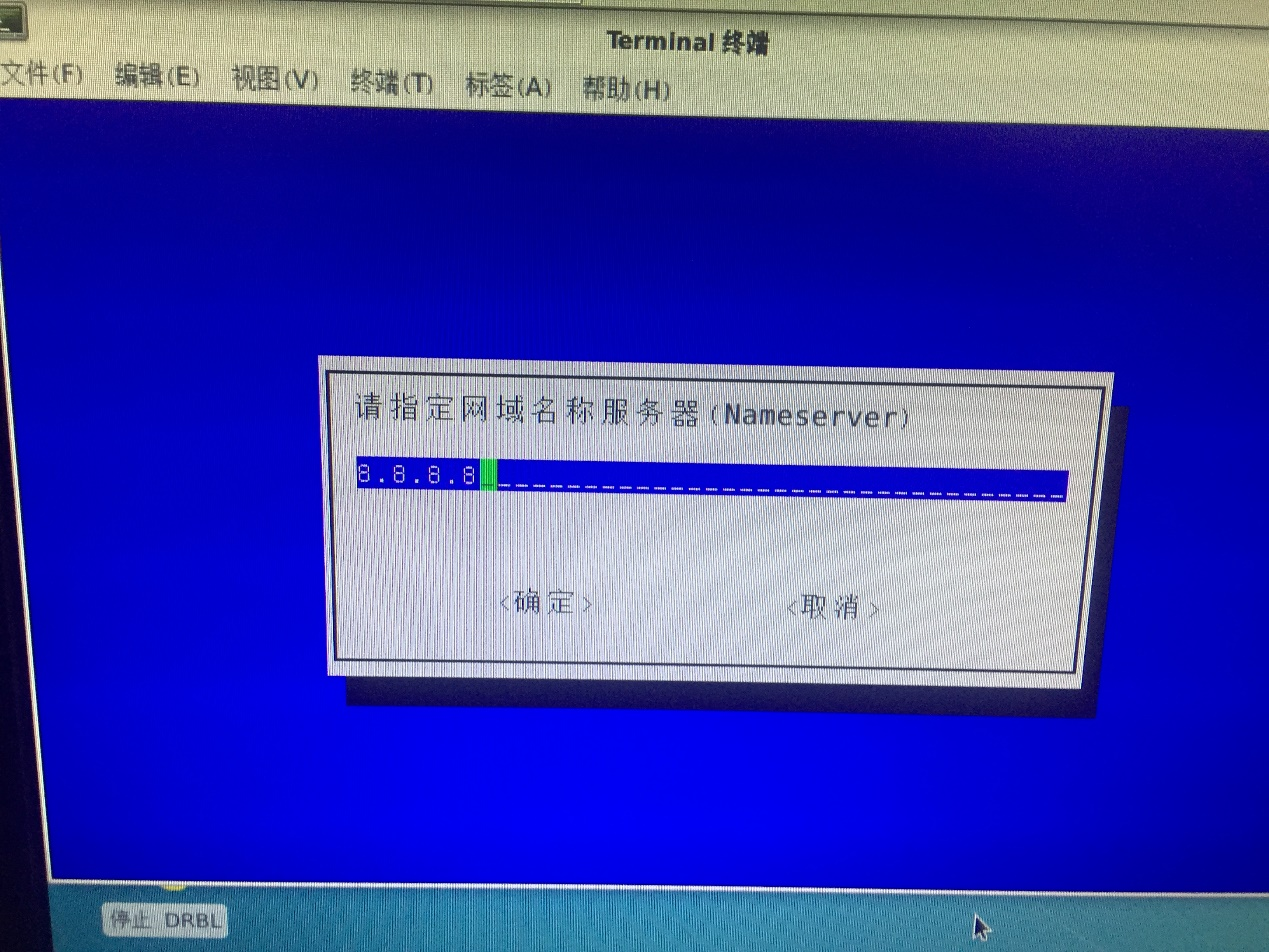 Terminal 终端
文件(F) 编辑(E) 视图(V) 终端(T) 标签(A) 帮助(H)
请指定网域名称服务器(Nameserver)
8.8.8.8
<确定> <取消>
停止 DRBL